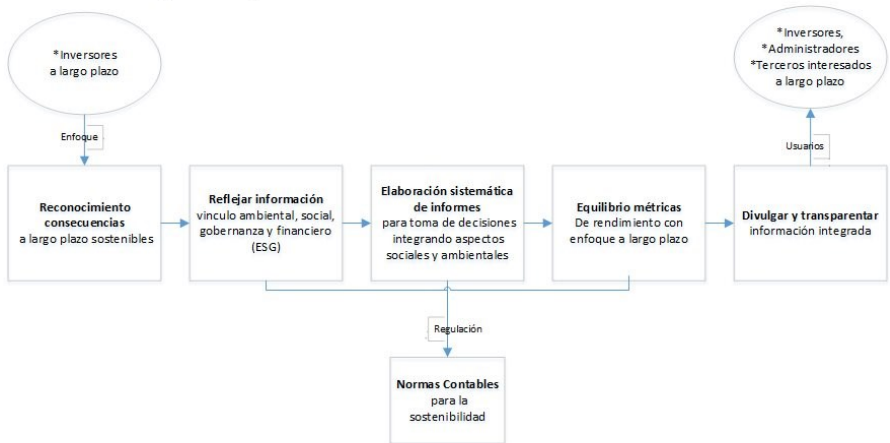 *Inversores
a largo plazo
*Inversores,
*Administradores
*Terceros interesados
a largo plazo
Enfoque
Usuarios
Reconocimiento
consecuencias
a largo plazo sostenibles
Reflejar información
vinculo ambiental, social,
gobernanza y financiero
(ESG)
Elaboración sistemática
de informes
para toma de decisiones
integrando aspectos
sociales y ambientales
Equilibrio métricas
De rendimiento con
enfoque a largo plazo
Divulgar y transparentar
información integrada
Regulación
Normas Contables
para la
sostenibilidad